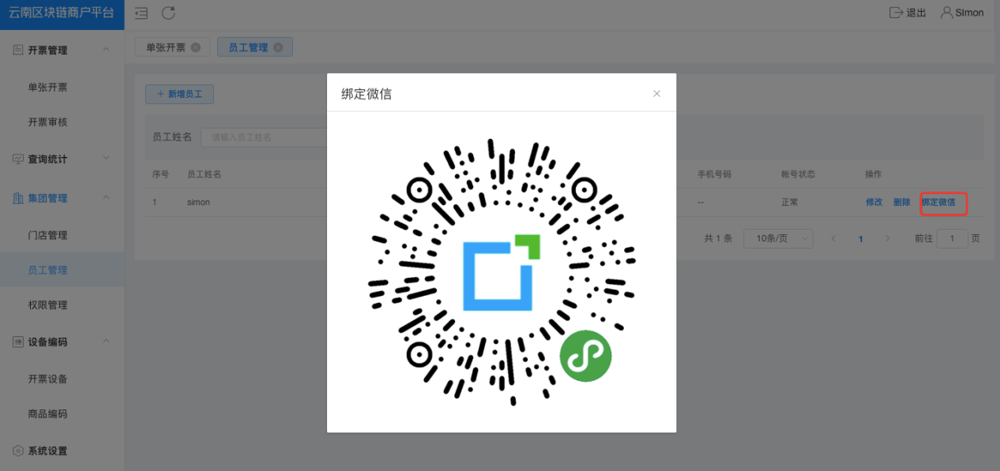 云南区块链商户平台
退出
SImon
单张开票
员工管理
开票管理
单张开票
开票审核
查询统计
集团管理
门店管理
员工管理
权限管理
设备编码
开票设备
商品编码
系统设置
+ 新增员工
员工姓名 请输入员工姓名
序号 员工姓名 手机号码 帐号状态 操作
1 simon -- 正常 修改 删除 绑定微信
共 1 条 10条/页 1 前往 1 页
绑定微信